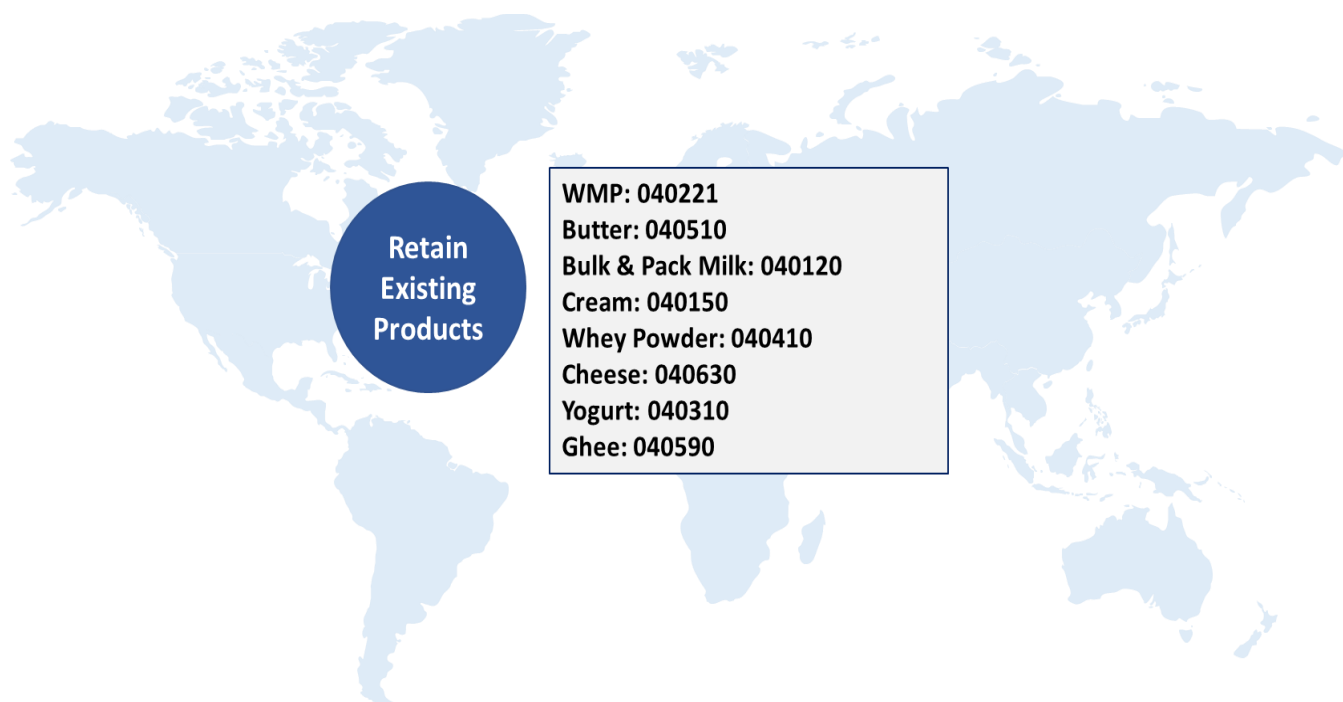 Retain
Existing
Products
WMP: 040221
Butter: 040510
Bulk & Pack Milk: 040120
Cream: 040150
Whey Powder: 040410
Cheese: 040630
Yogurt: 040310
Ghee: 040590